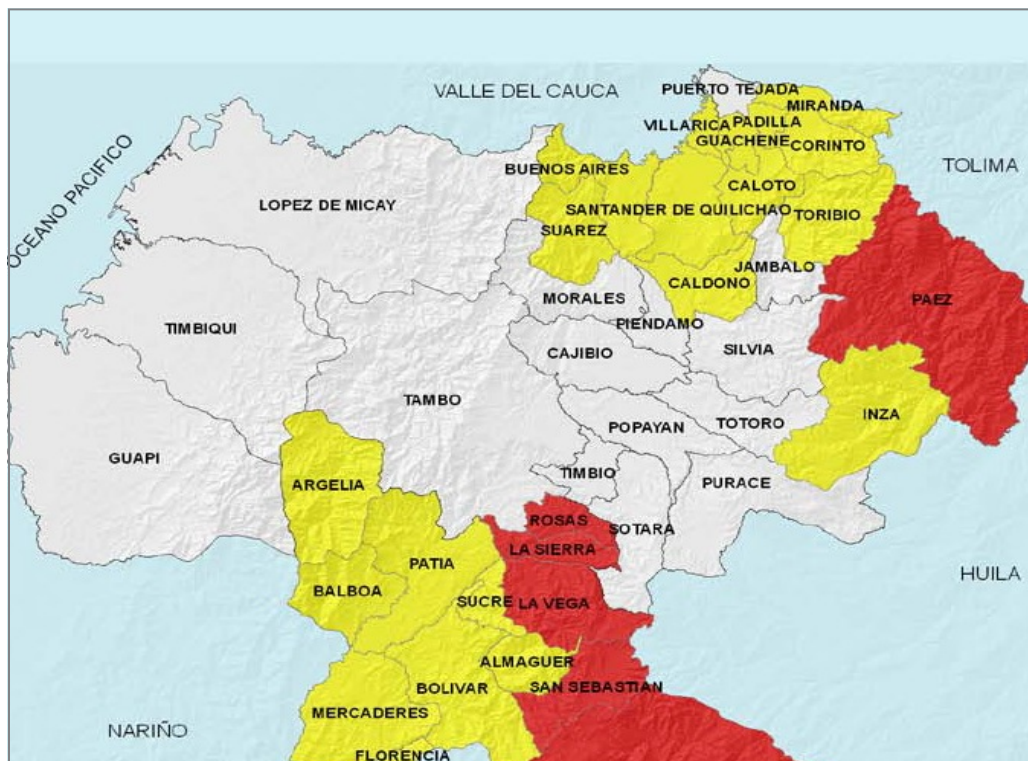 VALLE DEL CAUCA
PUERTO TEJADA
MIRANDA
PADILLA
VILLARICA
GUACHENE
CORINTO
OCEANO PACIFICO
TOLIMA
BUENOS AIRES
CALOTO
LOPEZ DE MICAY
SANTANDER DE QUILICHAO
TORIBIO
SUAREZ
JAMBALO
CALDONO
MORALES
PAEZ
PIENDAMO
TIMBIQUI
CAJIBIO
SILVIA
TAMBO
INZA
TOTORO
POPAYAN
GUAPI
TIMBIO
ARGELIA
PURACE
ROSAS
SOTARA
LA SIERRA
PATIA
HUILA
BALBOA
SUCRE
LA VEGA
ALMAGUER
BOLIVAR
SAN SEBASTIAN
MERCADERES
NARIÑO
FLORENCIA